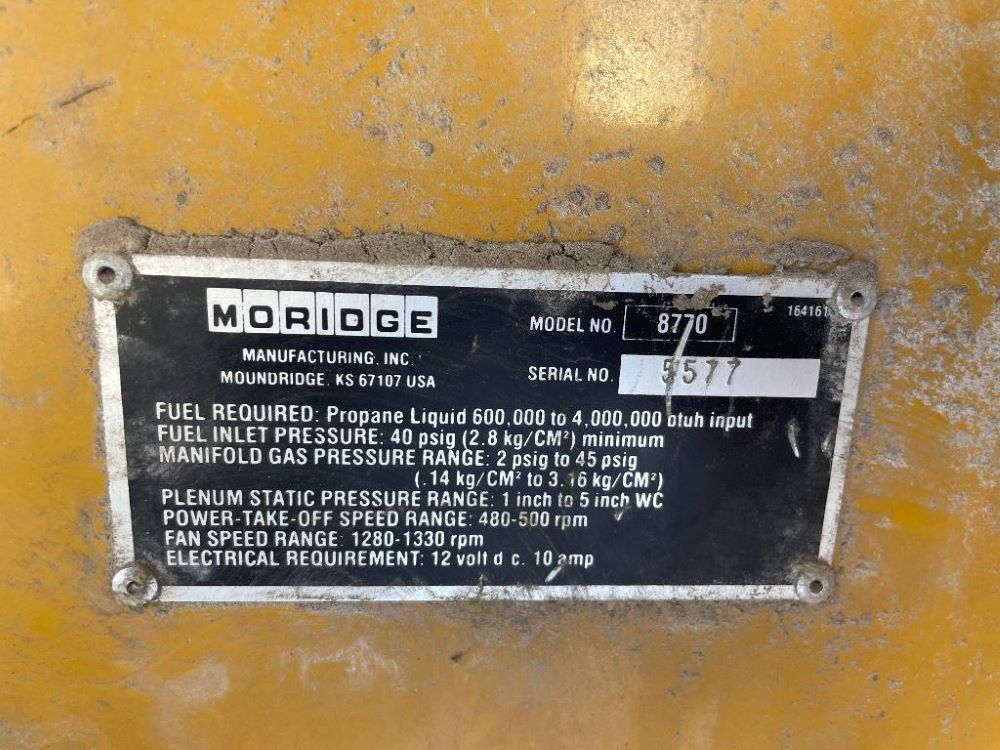 MORIDGE
MANUFACTURING, INC.
MOUNDRIDGE, KS 67107 USA
MODEL NO. 8770
164161
SERIAL NO. 5577
FUEL REQUIRED: Propane Liquid 600,000 to 4,000,000 btuh input
FUEL INLET PRESSURE: 40 psig (2.8 kg/CM²) minimum
MANIFOLD GAS PRESSURE RANGE: 2 psig to 45 psig
(.14 kg/CM² to 3.16 kg/CM²)
PLENUM STATIC PRESSURE RANGE: 1 inch to 5 inch WC
POWER-TAKE-OFF SPEED RANGE: 480-500 rpm
FAN SPEED RANGE: 1280-1330 rpm
ELECTRICAL REQUIREMENT: 12 volt d.c. 10 amp